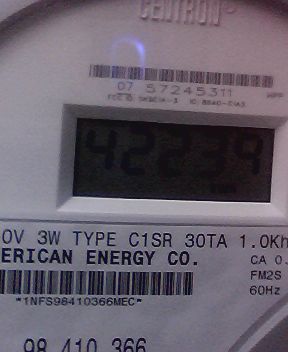 CENTRON
07 57245311
42239
0V 3W TYPE C1SR 30TA 1.0Kh
ERICAN ENERGY CO.
CA 0.
FM2S
*1NFS98410366MEC*
60Hz
98 410 366